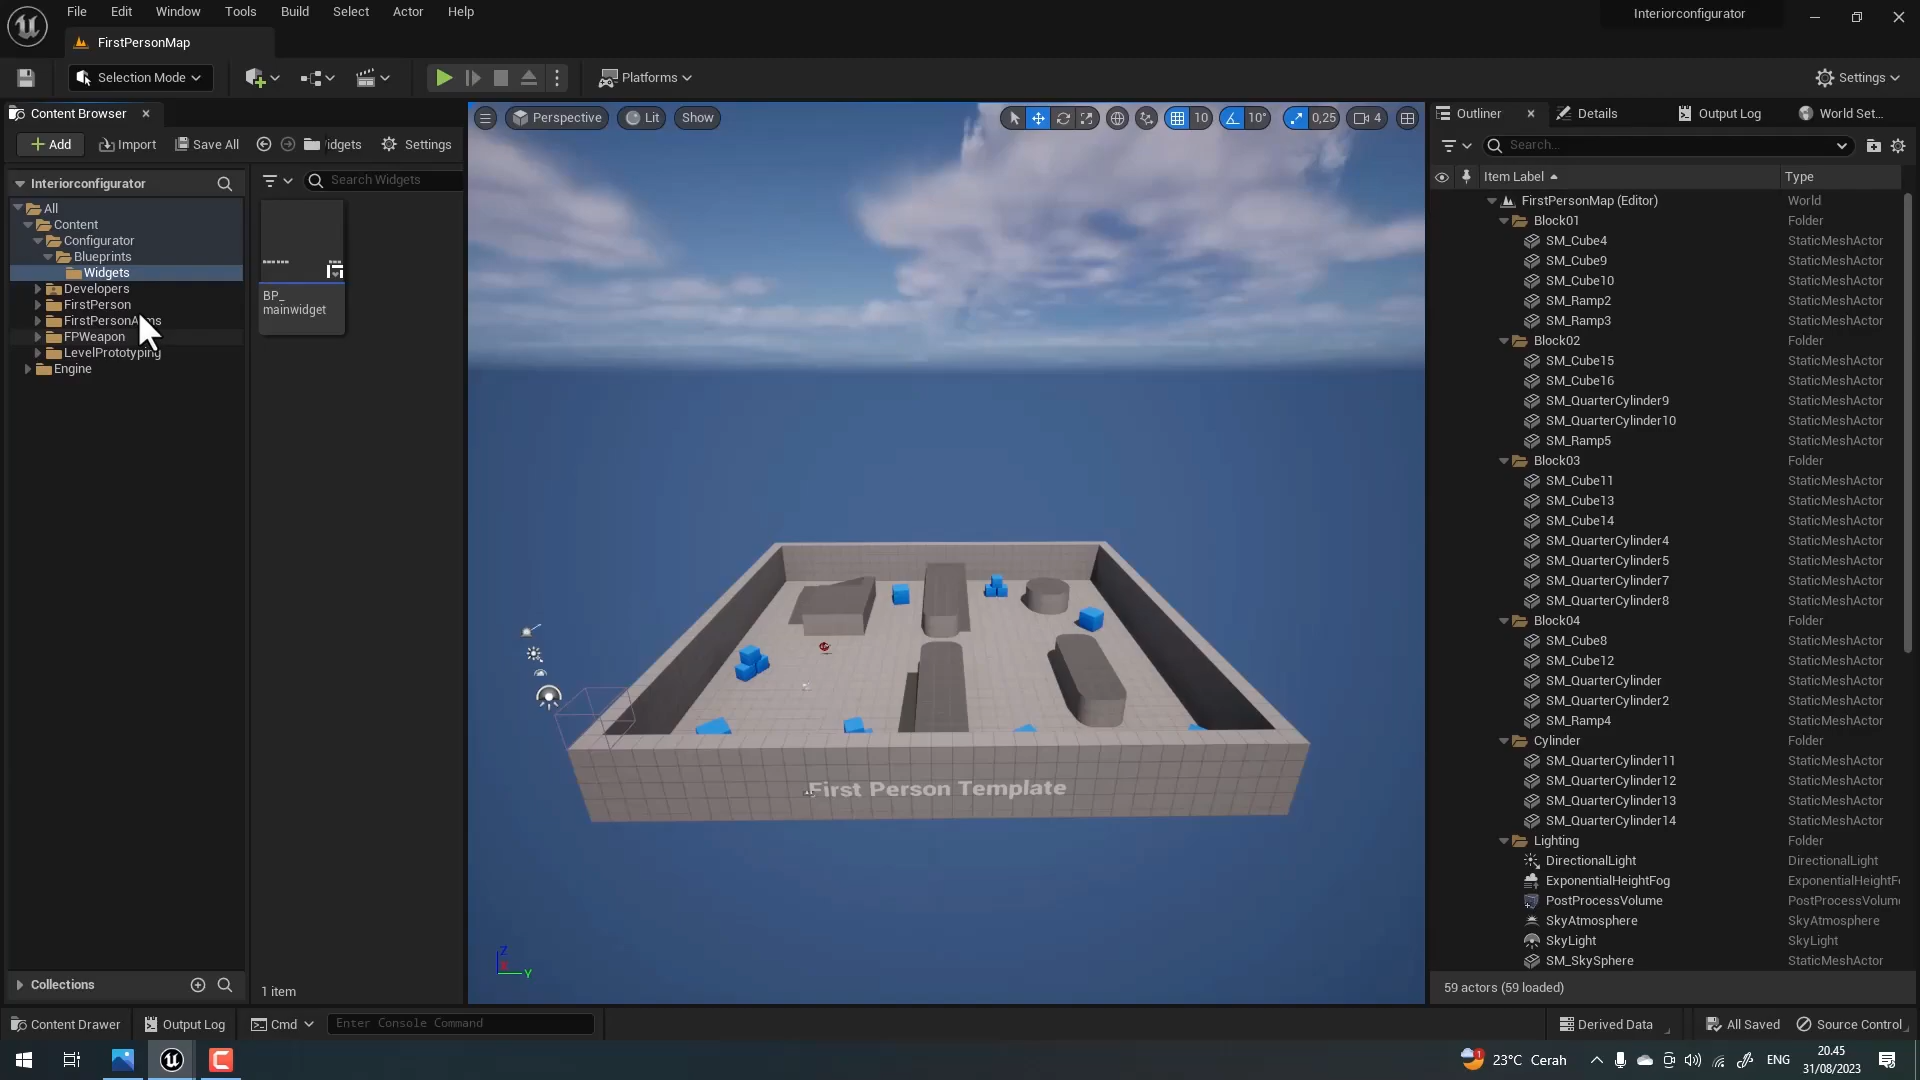 File Edit Window Tools Build Select Actor Help
Interiorconfigurator
FirstPersonMap
Selection Mode
Platforms
Settings
Content Browser
Add Import Save All idgets Settings
Interiorconfigurator
Search Widgets
All
Content
Configurator
Blueprints
Widgets
Developers
FirstPerson
FirstPersonArms
FPWeapon
LevelPrototyping
Engine
BP_
mainwidget
Collections
1 item
Perspective Lit Show
10 10° 0,25 4
First Person Template
Z
Y
Outliner Details Output Log World Set...
Search...
Item Label Type
FirstPersonMap (Editor) World
Block01 Folder
SM_Cube4 StaticMeshActor
SM_Cube9 StaticMeshActor
SM_Cube10 StaticMeshActor
SM_Ramp2 StaticMeshActor
SM_Ramp3 StaticMeshActor
Block02 Folder
SM_Cube15 StaticMeshActor
SM_Cube16 StaticMeshActor
SM_QuarterCylinder9 StaticMeshActor
SM_QuarterCylinder10 StaticMeshActor
SM_Ramp5 StaticMeshActor
Block03 Folder
SM_Cube11 StaticMeshActor
SM_Cube13 StaticMeshActor
SM_Cube14 StaticMeshActor
SM_QuarterCylinder4 StaticMeshActor
SM_QuarterCylinder5 StaticMeshActor
SM_QuarterCylinder7 StaticMeshActor
SM_QuarterCylinder8 StaticMeshActor
Block04 Folder
SM_Cube8 StaticMeshActor
SM_Cube12 StaticMeshActor
SM_QuarterCylinder StaticMeshActor
SM_QuarterCylinder2 StaticMeshActor
SM_Ramp4 StaticMeshActor
Cylinder Folder
SM_QuarterCylinder11 StaticMeshActor
SM_QuarterCylinder12 StaticMeshActor
SM_QuarterCylinder13 StaticMeshActor
SM_QuarterCylinder14 StaticMeshActor
Lighting Folder
DirectionalLight DirectionalLight
ExponentialHeightFog ExponentialHeightF
PostProcessVolume PostProcessVolum
SkyAtmosphere SkyAtmosphere
SkyLight SkyLight
SM_SkySphere StaticMeshActor
59 actors (59 loaded)
Content Drawer Output Log Cmd Enter Console Command Derived Data All Saved Source Control
1 23°C Cerah ENG 20.45
31/08/2023